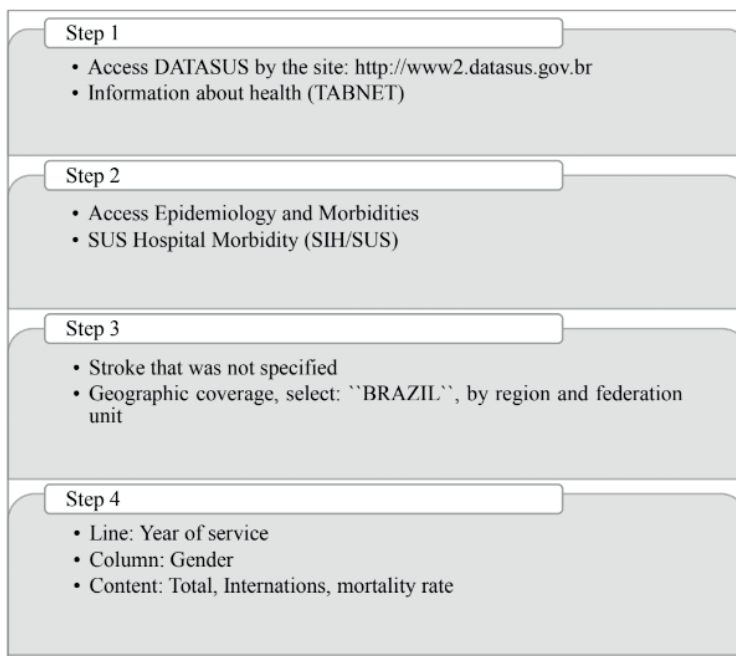 Step 1
• Access DATASUS by the site: http://www2.datasus.gov.br
• Information about health (TABNET)
Step 2
• Access Epidemiology and Morbidities
• SUS Hospital Morbidity (SIH/SUS)
Step 3
• Stroke that was not specified
• Geographic coverage, select: ``BRAZIL``, by region and federation
unit
Step 4
• Line: Year of service
• Column: Gender
• Content: Total, Internations, mortality rate